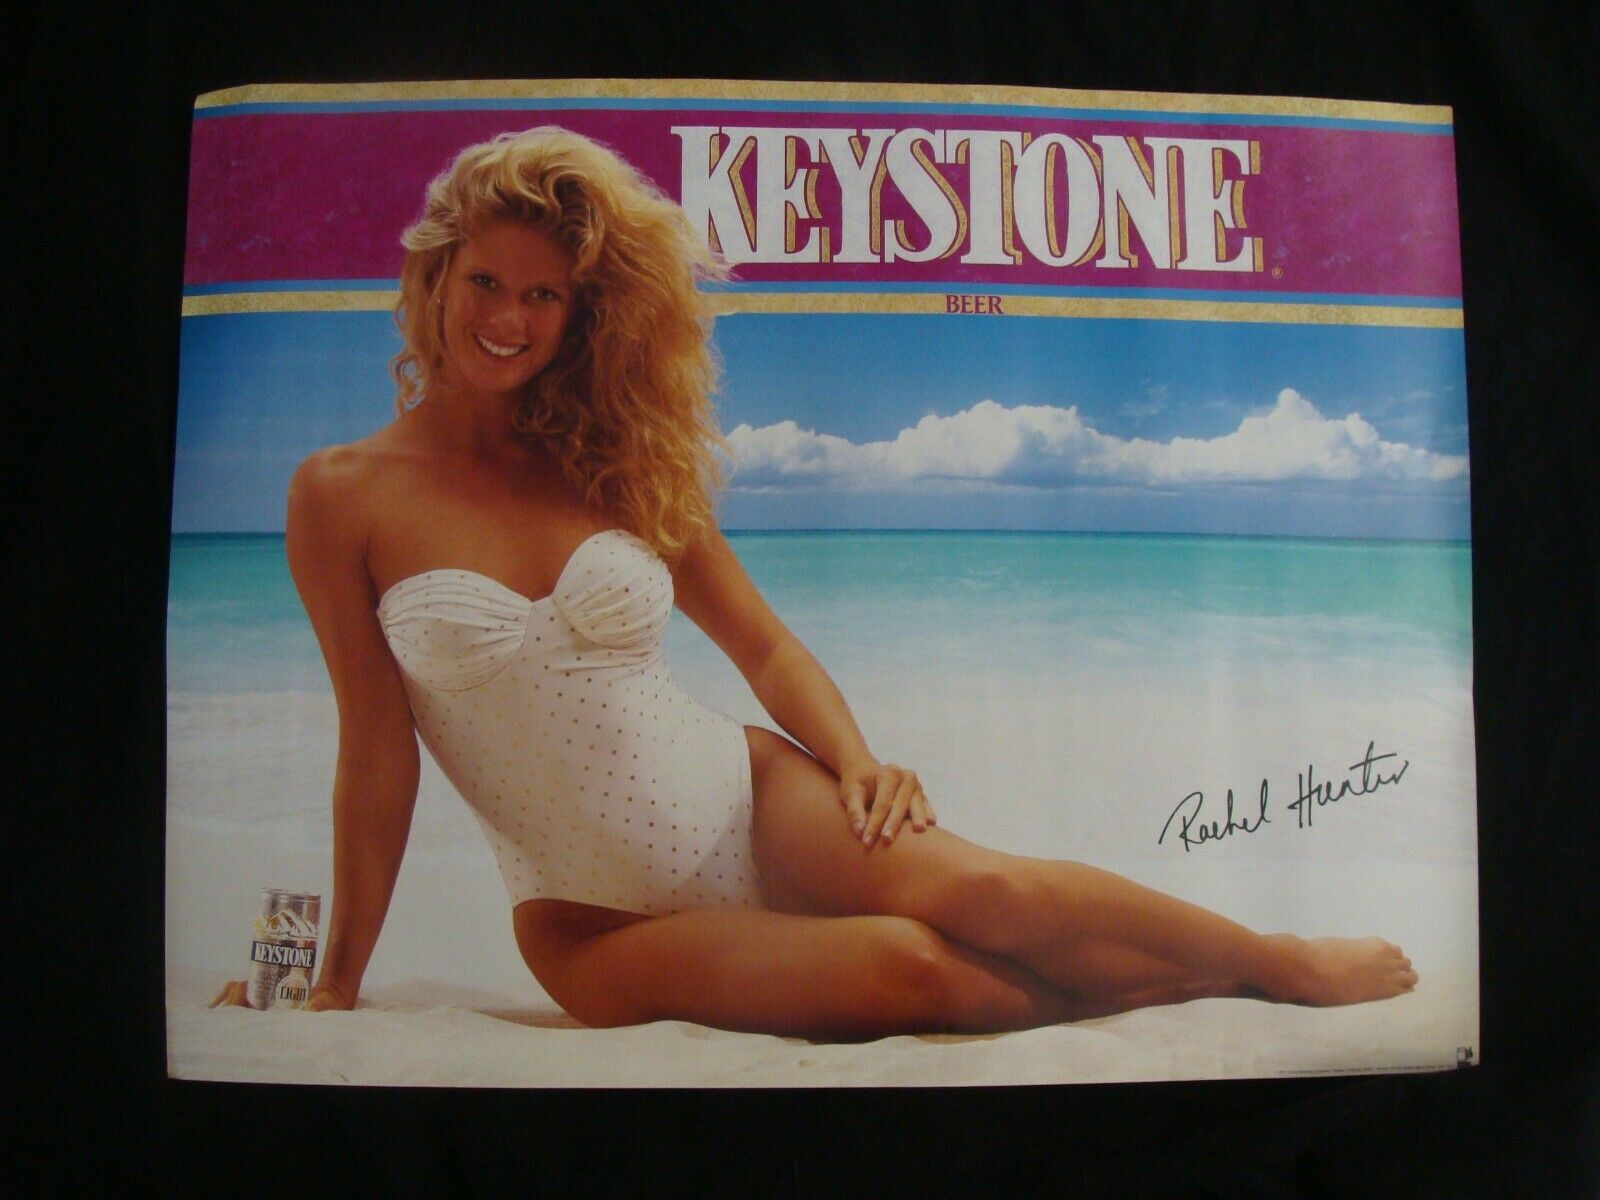 KEYSTONE
®
BEER
Rachel Hunter
KEYSTONE
LIGHT